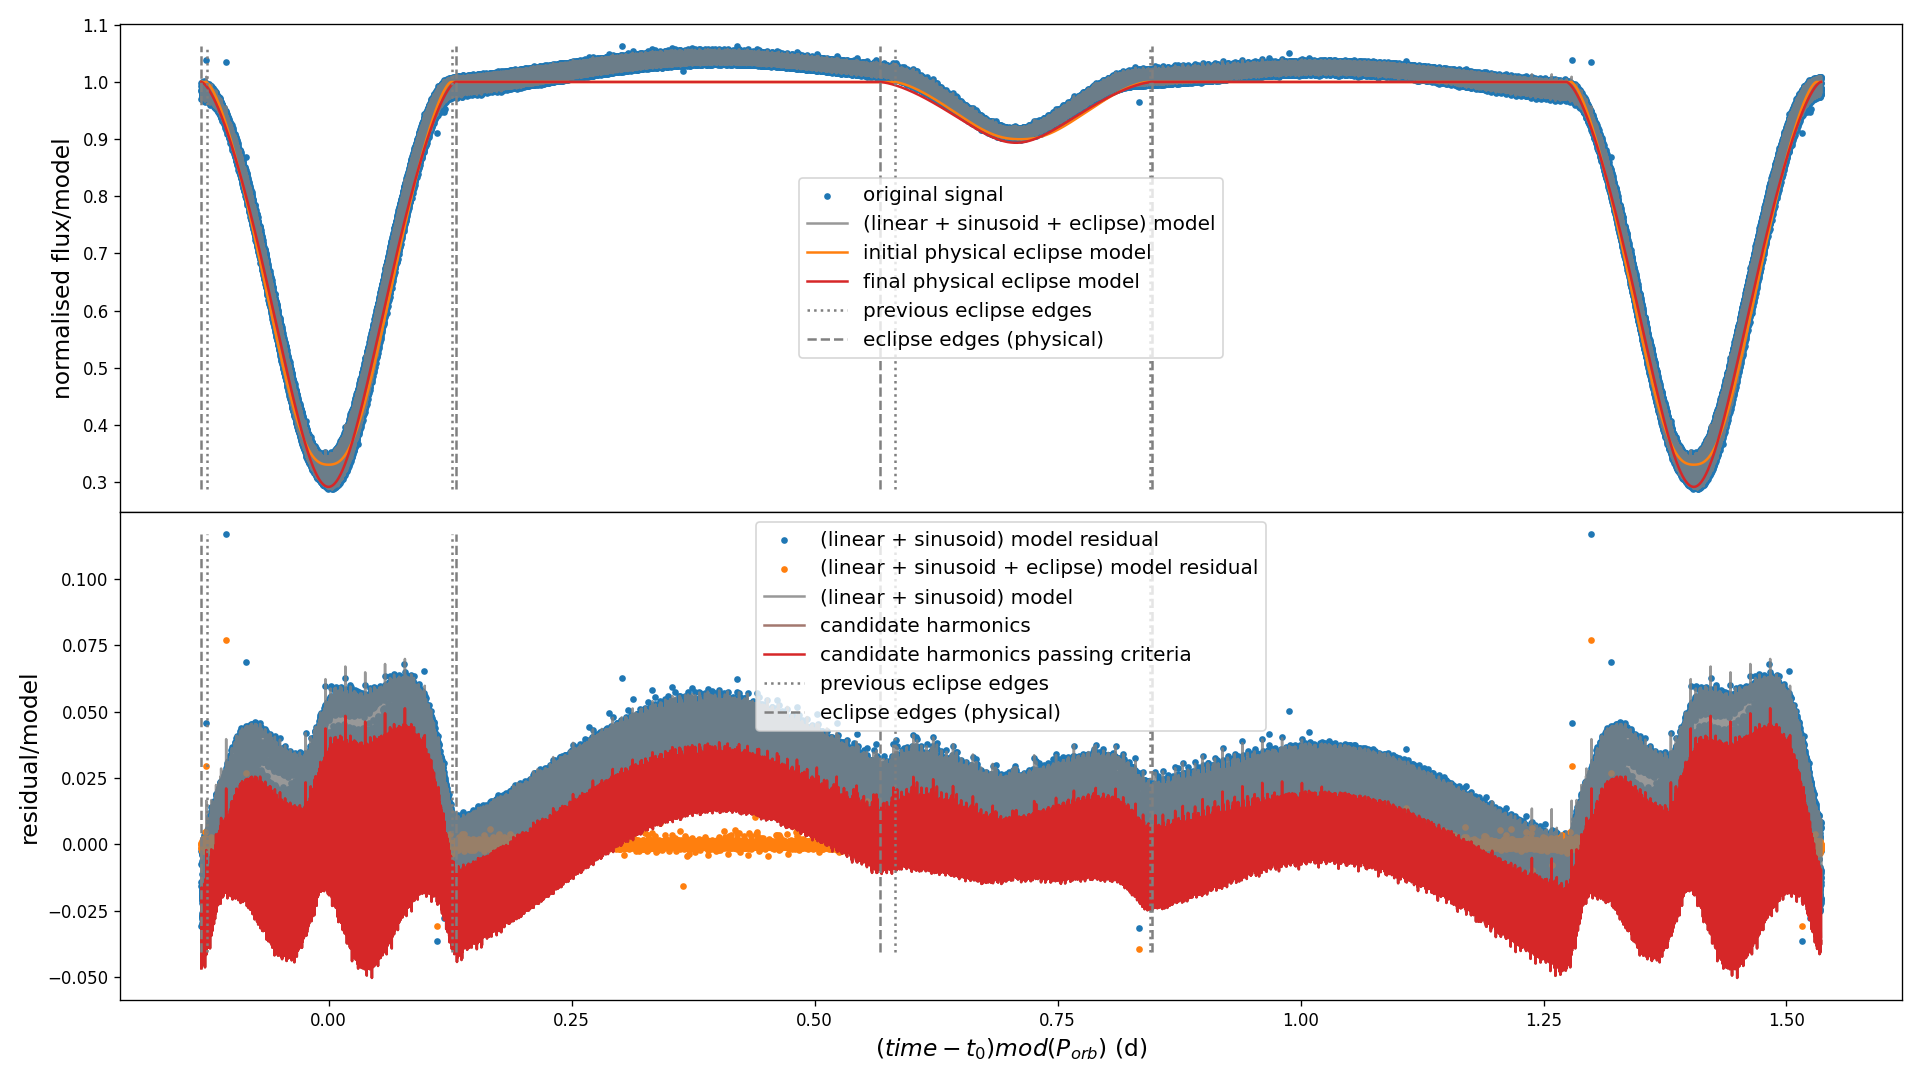 1.1
1.0
0.9
0.8
0.7
0.6
0.5
0.4
0.3
normalised flux/model
original signal
(linear + sinusoid + eclipse) model
initial physical eclipse model
final physical eclipse model
previous eclipse edges
eclipse edges (physical)
0.100
0.075
0.050
0.025
0.000
−0.025
−0.050
residual/model
(linear + sinusoid) model residual
(linear + sinusoid + eclipse) model residual
(linear + sinusoid) model
candidate harmonics
candidate harmonics passing criteria
previous eclipse edges
eclipse edges (physical)
0.00 0.25 0.50 0.75 1.00 1.25 1.50
(time − t₀)mod(P_orb) (d)